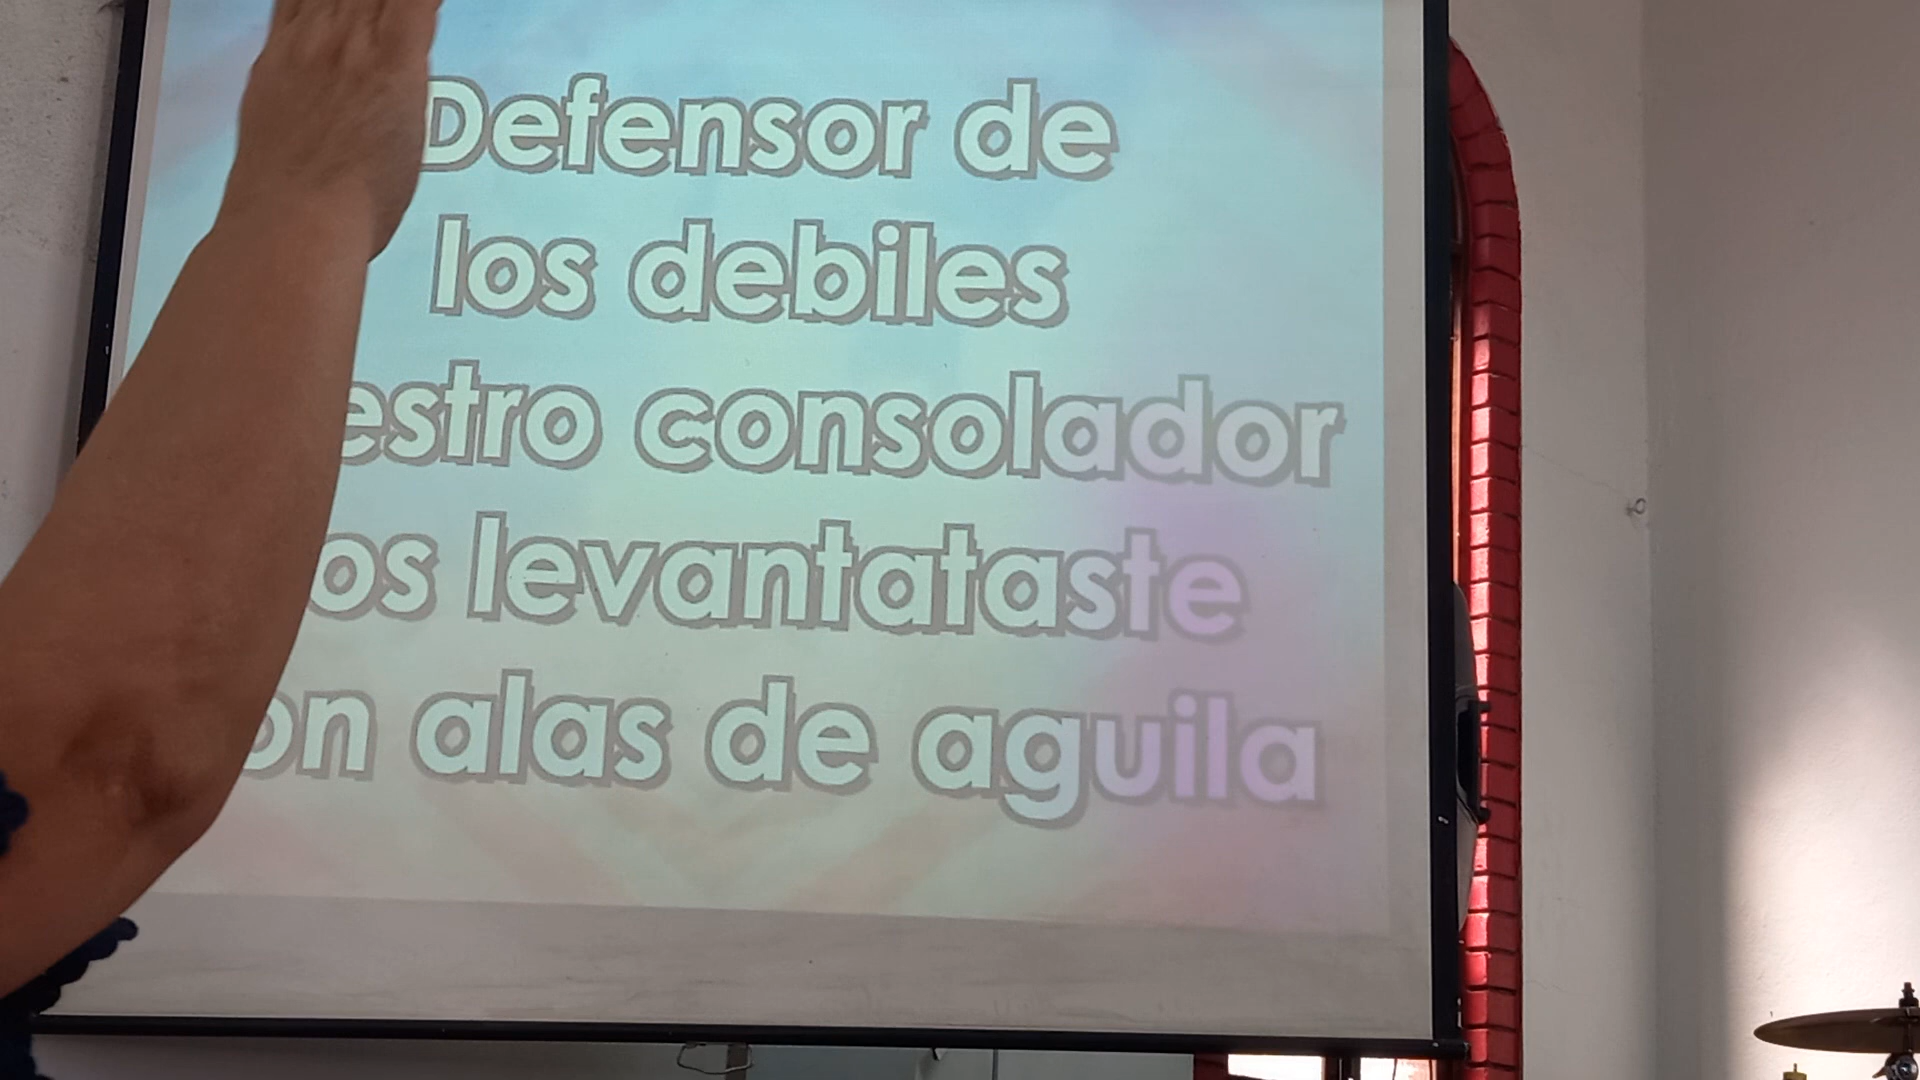 Defensor de
los debiles
estro consolador
os levantataste
on alas de aguila